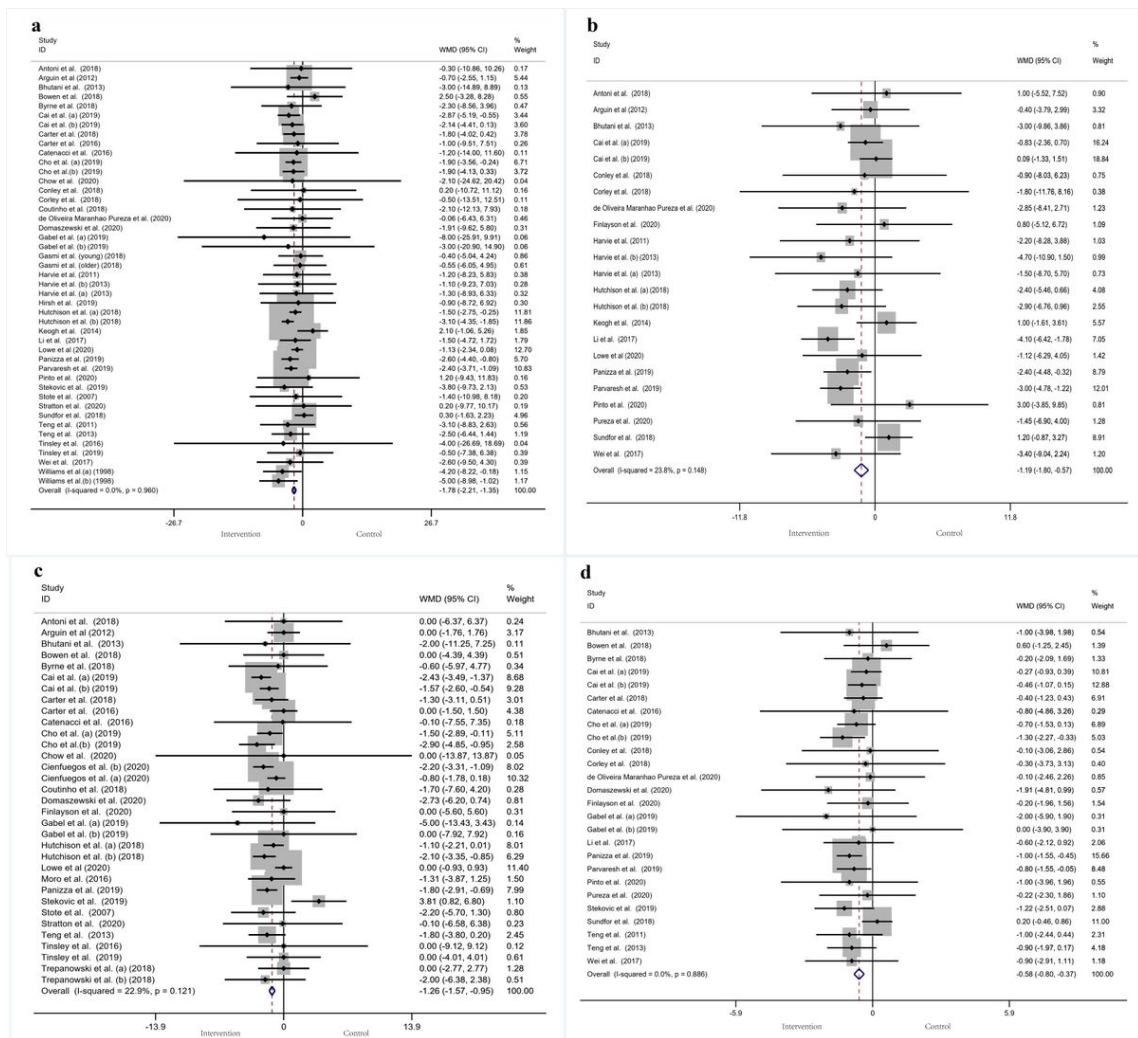 a
Study
%
ID WMD (95% CI) Weight
Antoni et al. (2018) -0.30 (-10.86, 10.26) 0.17
Arguin et al (2012) -0.70 (-2.55, 1.15) 5.44
Bhutani et al. (2013) -3.00 (-14.89, 8.89) 0.13
Bowen et al. (2018) 2.50 (-3.28, 8.28) 0.55
Byrne et al. (2018) -2.30 (-8.56, 3.96) 0.47
Cai et al. (a) (2019) -2.87 (-5.19, -0.55) 3.44
Cai et al. (b) (2019) -2.14 (-4.41, 0.13) 3.60
Carter et al. (2018) -1.80 (-4.02, 0.42) 3.78
Carter et al. (2016) -1.00 (-9.51, 7.51) 0.26
Catenacci et al. (2016) -1.20 (-14.00, 11.60) 0.11
Cho et al. (a) (2019) -1.90 (-3.56, -0.24) 6.71
Cho et al.(b) (2019) -1.90 (-4.13, 0.33) 3.72
Chow et al. (2020) -2.10 (-24.62, 20.42) 0.04
Conley et al. (2018) 0.20 (-10.72, 11.12) 0.16
Corley et al. (2018) -0.50 (-13.51, 12.51) 0.11
Coutinho et al. (2018) -2.10 (-12.13, 7.93) 0.18
de Oliveira Maranhao Pureza et al. (2020) -0.06 (-6.43, 6.31) 0.46
Domaszewski et al. (2020) -1.91 (-9.62, 5.80) 0.31
Gabel et al. (a) (2019) -8.00 (-25.91, 9.91) 0.06
Gabel et al. (b) (2019) -3.00 (-20.90, 14.90) 0.06
Gasmi et al. (young) (2018) -0.40 (-5.04, 4.24) 0.86
Gasmi et al. (older) (2018) -0.55 (-6.05, 4.95) 0.61
Harvie et al. (2011) -1.20 (-8.23, 5.83) 0.38
Harvie et al. (b) (2013) -1.10 (-9.23, 7.03) 0.28
Harvie et al. (a) (2013) -1.30 (-8.93, 6.33) 0.32
Hirsh et al. (2019) -0.90 (-8.72, 6.92) 0.30
Hutchison et al. (a) (2018) -1.50 (-2.75, -0.25) 11.81
Hutchison et al. (b) (2018) -3.10 (-4.35, -1.85) 11.86
Keogh et al. (2014) 2.10 (-1.06, 5.26) 1.85
Li et al. (2017) -1.50 (-4.72, 1.72) 1.79
Lowe et al (2020) -1.13 (-2.34, 0.08) 12.70
Panizza et al. (2019) -2.60 (-4.40, -0.80) 5.70
Parvaresh et al. (2019) -2.40 (-3.71, -1.09) 10.83
Pinto et al. (2020) 1.20 (-9.43, 11.83) 0.16
Stekovic et al. (2019) -3.80 (-9.73, 2.13) 0.53
Stote et al. (2007) -1.40 (-10.98, 8.18) 0.20
Stratton et al. (2020) 0.20 (-9.77, 10.17) 0.19
Sundfor et al. (2018) 0.30 (-1.63, 2.23) 4.96
Teng et al. (2011) -3.10 (-8.83, 2.63) 0.56
Teng et al. (2013) -2.50 (-6.44, 1.44) 1.19
Tinsley et al. (2016) -4.00 (-26.69, 18.69) 0.04
Tinsley et al. (2019) -0.50 (-7.38, 6.38) 0.39
Wei et al. (2017) -2.60 (-9.50, 4.30) 0.39
Williams et al.(a) (1998) -4.20 (-8.22, -0.18) 1.15
Williams et al.(b) (1998) -5.00 (-8.98, -1.02) 1.17
Overall (I-squared = 0.0%, p = 0.960) -1.78 (-2.21, -1.35) 100.00
-26.7 0 26.7
Intervention Control
b
Study %
ID WMD (95% CI) Weight
Antoni et al. (2018) 1.00 (-5.52, 7.52) 0.90
Arguin et al (2012) -0.40 (-3.79, 2.99) 3.32
Bhutani et al. (2013) -3.00 (-9.86, 3.86) 0.81
Cai et al. (a) (2019) -0.83 (-2.36, 0.70) 16.24
Cai et al. (b) (2019) 0.09 (-1.33, 1.51) 18.84
Conley et al. (2018) -0.90 (-8.03, 6.23) 0.75
Corley et al. (2018) -1.80 (-11.76, 8.16) 0.38
de Oliveira Maranhao Pureza et al. (2020) -2.85 (-8.41, 2.71) 1.23
Finlayson et al. (2020) 0.80 (-5.12, 6.72) 1.09
Harvie et al. (2011) -2.20 (-8.28, 3.88) 1.03
Harvie et al. (b) (2013) -4.70 (-10.90, 1.50) 0.99
Harvie et al. (a) (2013) -1.50 (-8.70, 5.70) 0.73
Hutchison et al. (a) (2018) -2.40 (-5.46, 0.66) 4.08
Hutchison et al. (b) (2018) -2.90 (-6.76, 0.96) 2.55
Keogh et al. (2014) 1.00 (-1.61, 3.61) 5.57
Li et al. (2017) -4.10 (-6.42, -1.78) 7.05
Lowe et al (2020) -1.12 (-6.29, 4.05) 1.42
Panizza et al. (2019) -2.40 (-4.48, -0.32) 8.79
Parvaresh et al. (2019) -3.00 (-4.78, -1.22) 12.01
Pinto et al. (2020) 3.00 (-3.85, 9.85) 0.81
Pureza et al. (2020) -1.45 (-6.90, 4.00) 1.28
Sundfor et al. (2018) 1.20 (-0.87, 3.27) 8.91
Wei et al. (2017) -3.40 (-9.04, 2.24) 1.20
Overall (I-squared = 23.8%, p = 0.148) -1.19 (-1.80, -0.57) 100.00
-11.8 0 11.8
Intervention Control
c
Study %
ID WMD (95% CI) Weight
Antoni et al. (2018) 0.00 (-6.37, 6.37) 0.24
Arguin et al (2012) 0.00 (-1.76, 1.76) 3.17
Bhutani et al. (2013) -2.00 (-11.25, 7.25) 0.11
Bowen et al. (2018) 0.00 (-4.39, 4.39) 0.51
Byrne et al. (2018) -0.60 (-5.97, 4.77) 0.34
Cai et al. (a) (2019) -2.43 (-3.49, -1.37) 8.68
Cai et al. (b) (2019) -1.57 (-2.60, -0.54) 9.28
Carter et al. (2018) -1.30 (-3.11, 0.51) 3.01
Carter et al. (2016) 0.00 (-1.50, 1.50) 4.38
Catenacci et al. (2016) -0.10 (-7.55, 7.35) 0.18
Cho et al. (a) (2019) -1.50 (-2.89, -0.11) 5.11
Cho et al.(b) (2019) -2.90 (-4.85, -0.95) 2.58
Chow et al. (2020) 0.00 (-13.87, 13.87) 0.05
Cienfuegos et al. (b) (2020) -2.20 (-3.31, -1.09) 8.02
Cienfuegos et al. (a) (2020) -0.80 (-1.78, 0.18) 10.32
Coutinho et al. (2018) -1.70 (-7.60, 4.20) 0.28
Domaszewski et al. (2020) -2.73 (-6.20, 0.74) 0.81
Finlayson et al. (2020) 0.00 (-5.60, 5.60) 0.31
Gabel et al. (a) (2019) -5.00 (-13.43, 3.43) 0.14
Gabel et al. (b) (2019) 0.00 (-7.92, 7.92) 0.16
Hutchison et al. (a) (2018) -1.10 (-2.21, 0.01) 8.01
Hutchison et al. (b) (2018) -2.10 (-3.35, -0.85) 6.29
Lowe et al (2020) 0.00 (-0.93, 0.93) 11.40
Moro et al. (2016) -1.31 (-3.87, 1.25) 1.50
Panizza et al. (2019) -1.80 (-2.91, -0.69) 7.99
Stekovic et al. (2019) 3.81 (0.82, 6.80) 1.10
Stote et al. (2007) -2.20 (-5.70, 1.30) 0.80
Stratton et al. (2020) -0.10 (-6.58, 6.38) 0.23
Teng et al. (2013) -1.80 (-3.80, 0.20) 2.45
Tinsley et al. (2016) 0.00 (-9.12, 9.12) 0.12
Tinsley et al. (2019) 0.00 (-4.01, 4.01) 0.61
Trepanowski et al. (a) (2018) 0.00 (-2.77, 2.77) 1.28
Trepanowski et al. (b) (2018) -2.00 (-6.38, 2.38) 0.51
Overall (I-squared = 22.9%, p = 0.121) -1.26 (-1.57, -0.95) 100.00
-13.9 0 13.9
Intervention Control
d
Study %
ID WMD (95% CI) Weight
Bhutani et al. (2013) -1.00 (-3.98, 1.98) 0.54
Bowen et al. (2018) 0.60 (-1.25, 2.45) 1.39
Byrne et al. (2018) -0.20 (-2.09, 1.69) 1.33
Cai et al. (a) (2019) -0.27 (-0.93, 0.39) 10.81
Cai et al. (b) (2019) -0.46 (-1.07, 0.15) 12.88
Carter et al. (2018) -0.40 (-1.23, 0.43) 6.91
Catenacci et al. (2016) -0.80 (-4.86, 3.26) 0.29
Cho et al. (a) (2019) -0.70 (-1.53, 0.13) 6.89
Cho et al.(b) (2019) -1.30 (-2.27, -0.33) 5.03
Conley et al. (2018) -0.10 (-3.06, 2.86) 0.54
Corley et al. (2018) -0.30 (-3.73, 3.13) 0.40
de Oliveira Maranhao Pureza et al. (2020) -0.10 (-2.46, 2.26) 0.85
Domaszewski et al. (2020) -1.91 (-4.81, 0.99) 0.57
Finlayson et al. (2020) -0.20 (-1.96, 1.56) 1.54
Gabel et al. (a) (2019) -2.00 (-5.90, 1.90) 0.31
Gabel et al. (b) (2019) 0.00 (-3.90, 3.90) 0.31
Li et al. (2017) -0.60 (-2.12, 0.92) 2.06
Panizza et al. (2019) -1.00 (-1.55, -0.45) 15.66
Parvaresh et al. (2019) -0.80 (-1.55, -0.05) 8.48
Pinto et al. (2020) -1.00 (-3.96, 1.96) 0.55
Pureza et al. (2020) -0.22 (-2.30, 1.86) 1.10
Stekovic et al. (2019) -1.22 (-2.51, 0.07) 2.88
Sundfor et al. (2018) 0.20 (-0.46, 0.86) 11.00
Teng et al. (2011) -1.00 (-2.44, 0.44) 2.31
Teng et al. (2013) -0.90 (-1.97, 0.17) 4.18
Wei et al. (2017) -0.90 (-2.91, 1.11) 1.18
Overall (I-squared = 0.0%, p = 0.886) -0.58 (-0.80, -0.37) 100.00
-5.9 0 5.9
Intervention Control